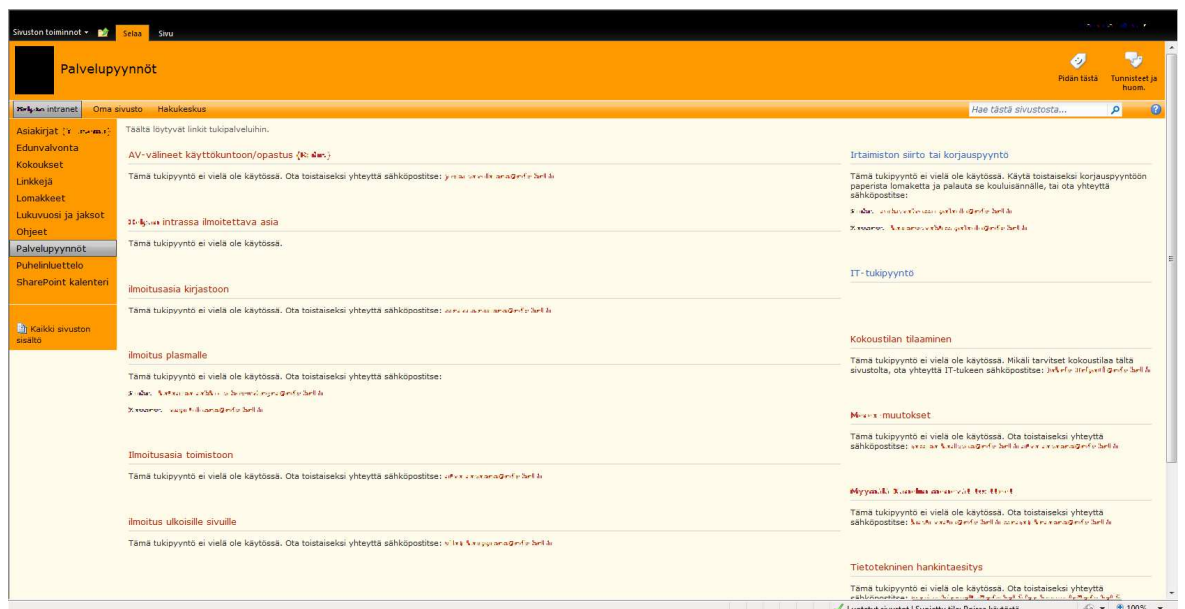 Sivuston toiminnot
Selaa
Sivu
Palvelupyynnöt
Pidän tästä
Tunnisteet ja
huom.
intranet
Oma sivusto
Hakukeskus
Hae tästä sivustosta...
Asiakirjat
Edunvalvonta
Kokoukset
Linkkejä
Lomakkeet
Lukuvuosi ja jaksot
Ohjeet
Palvelupyynnöt
Puhelinluettelo
SharePoint kalenteri
Kaikki sivuston
sisältö
Täältä löytyvät linkit tukipalveluihin.
AV-välineet käyttökuntoon/opastus
Tämä tukipyyntö ei vielä ole käytössä. Ota toistaiseksi yhteyttä sähköpostitse:
intrassa ilmoitettava asia
Tämä tukipyyntö ei vielä ole käytössä.
ilmoitusasia kirjastoon
Tämä tukipyyntö ei vielä ole käytössä. Ota toistaiseksi yhteyttä sähköpostitse:
ilmoitus plasmalle
Tämä tukipyyntö ei vielä ole käytössä. Ota toistaiseksi yhteyttä sähköpostitse:
Ilmoitusasia toimistoon
Tämä tukipyyntö ei vielä ole käytössä. Ota toistaiseksi yhteyttä sähköpostitse:
ilmoitus ulkoisille sivuille
Tämä tukipyyntö ei vielä ole käytössä. Ota toistaiseksi yhteyttä sähköpostitse:
Irtaimiston siirto tai korjauspyyntö
Tämä tukipyyntö ei vielä ole käytössä. Käytä toistaiseksi korjauspyyntöön
paperista lomaketta ja palauta se kouluisännälle, tai ota yhteyttä
sähköpostitse:
IT-tukipyyntö
Kokoustilan tilaaminen
Tämä tukipyyntö ei vielä ole käytössä. Mikäli tarvitset kokoustilaa tältä
sivustolta, ota yhteyttä IT-tukeen sähköpostitse:
-muutokset
Tämä tukipyyntö ei vielä ole käytössä. Ota toistaiseksi yhteyttä
sähköpostitse:
Tämä tukipyyntö ei vielä ole käytössä. Ota toistaiseksi yhteyttä
sähköpostitse:
Tietotekninen hankintaesitys
Tämä tukipyyntö ei vielä ole käytössä. Ota toistaiseksi yhteyttä
sähköpostitse:
Luotetut sivustot | Suojattu tila: Poissa käytöstä
100%